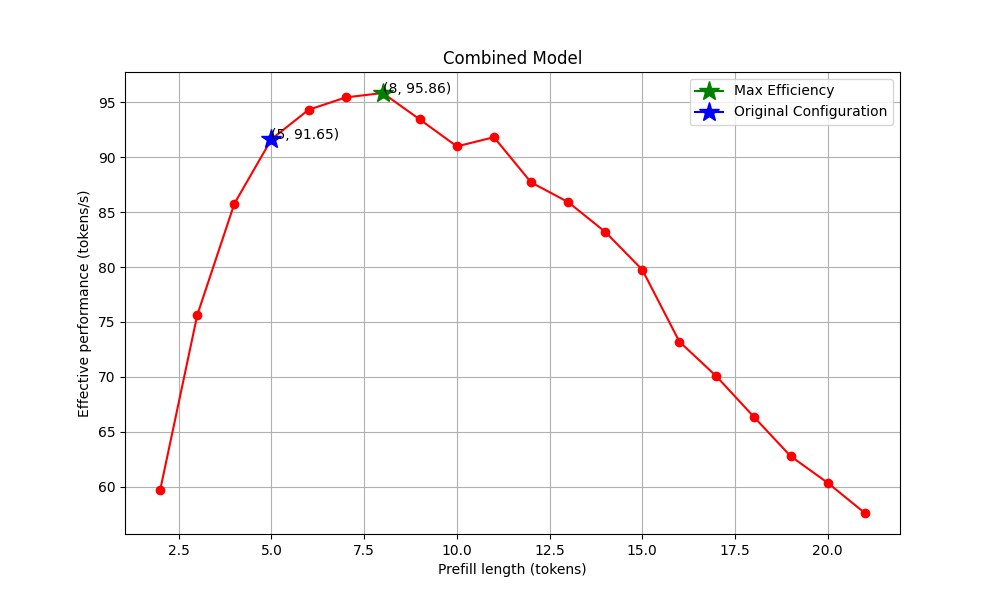 Combined Model
(8, 95.86)
Max Efficiency
Original Configuration
(5, 91.65)
95
90
85
80
75
70
65
60
Effective performance (tokens/s)
2.5 5.0 7.5 10.0 12.5 15.0 17.5 20.0
Prefill length (tokens)